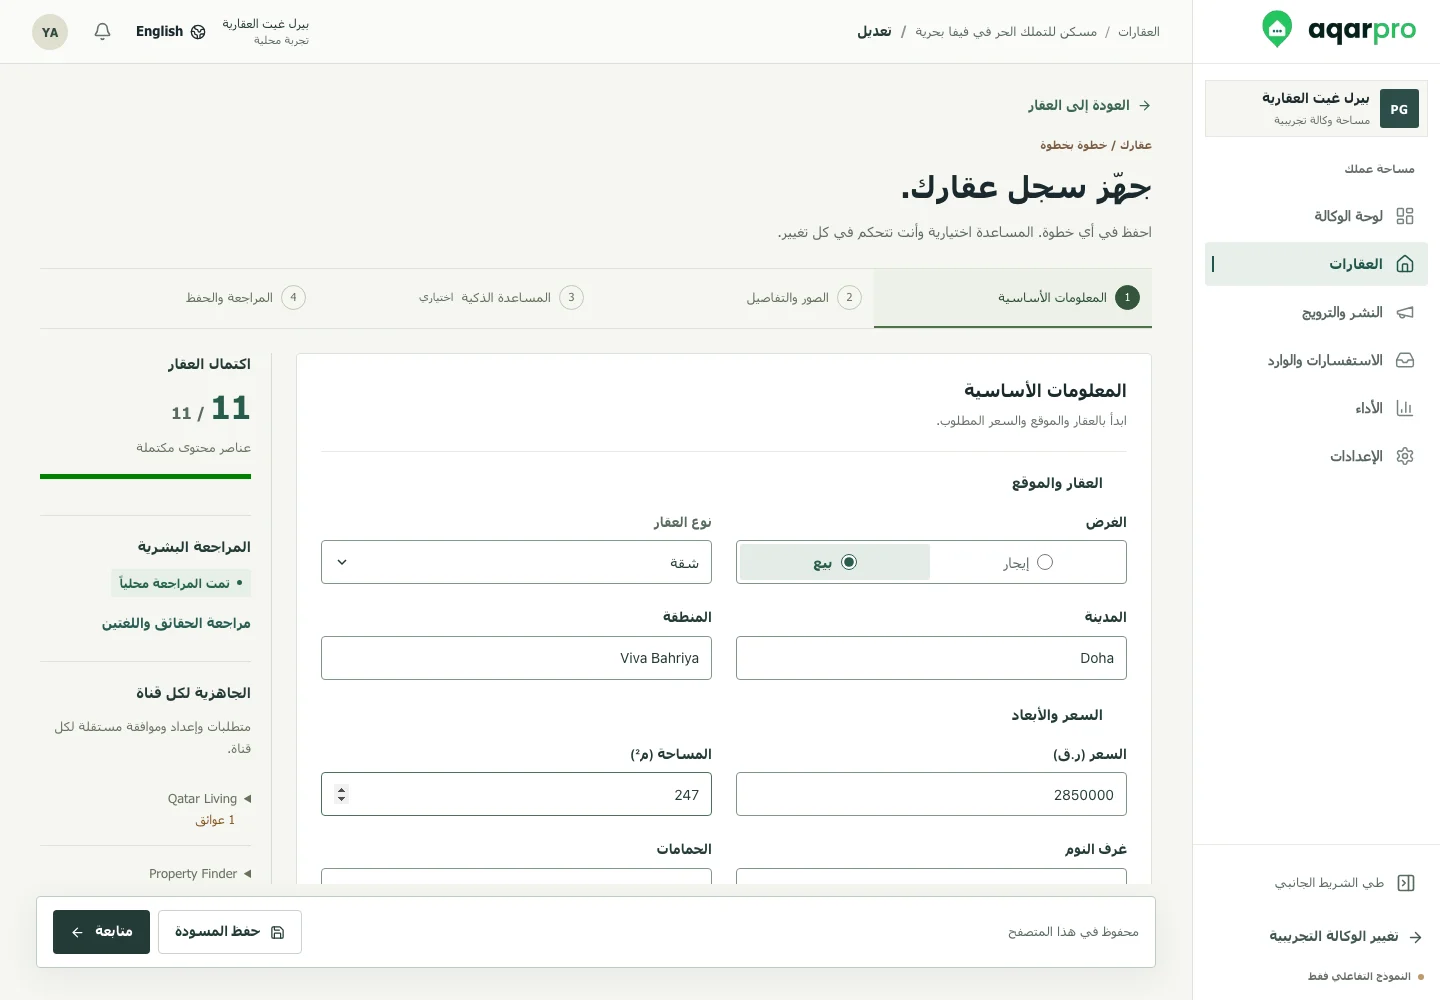 aqarpro
PG
بيرل غيت العقارية
مساحة وكالة تجريبية
مساحة عملك
لوحة الوكالة
العقارات
النشر والترويج
الاستفسارات والوارد
الأداء
الإعدادات
طي الشريط الجانبي
تغيير الوكالة التجريبية
النموذج التفاعلي فقط
العقارات / مسكن للتملك الحر في فيفا بحرية / تعديل
بيرل غيت العقارية
تجربة محلية
English
YA
العودة إلى العقار
عقارك / خطوة بخطوة
جهّز سجل عقارك.
احفظ في أي خطوة. المساعدة اختيارية وأنت تتحكم في كل تغيير.
1 المعلومات الأساسية
2 الصور والتفاصيل
3 المساعدة الذكية اختياري
4 المراجعة والحفظ
المعلومات الأساسية
ابدأ بالعقار والموقع والسعر المطلوب.
العقار والموقع
الغرض
نوع العقار
إيجار
بيع
شقة
المدينة
المنطقة
Doha
Viva Bahriya
السعر والأبعاد
السعر (ر.ق)
المساحة (م²)
2850000
247
غرف النوم
الحمامات
اكتمال العقار
11 / 11
عناصر محتوى مكتملة
المراجعة البشرية
تمت المراجعة محلياً
مراجعة الحقائق واللغتين
الجاهزية لكل قناة
متطلبات وإعداد وموافقة مستقلة لكل
قناة.
Qatar Living
1 عوائق
Property Finder
محفوظ في هذا المتصفح
حفظ المسودة
متابعة